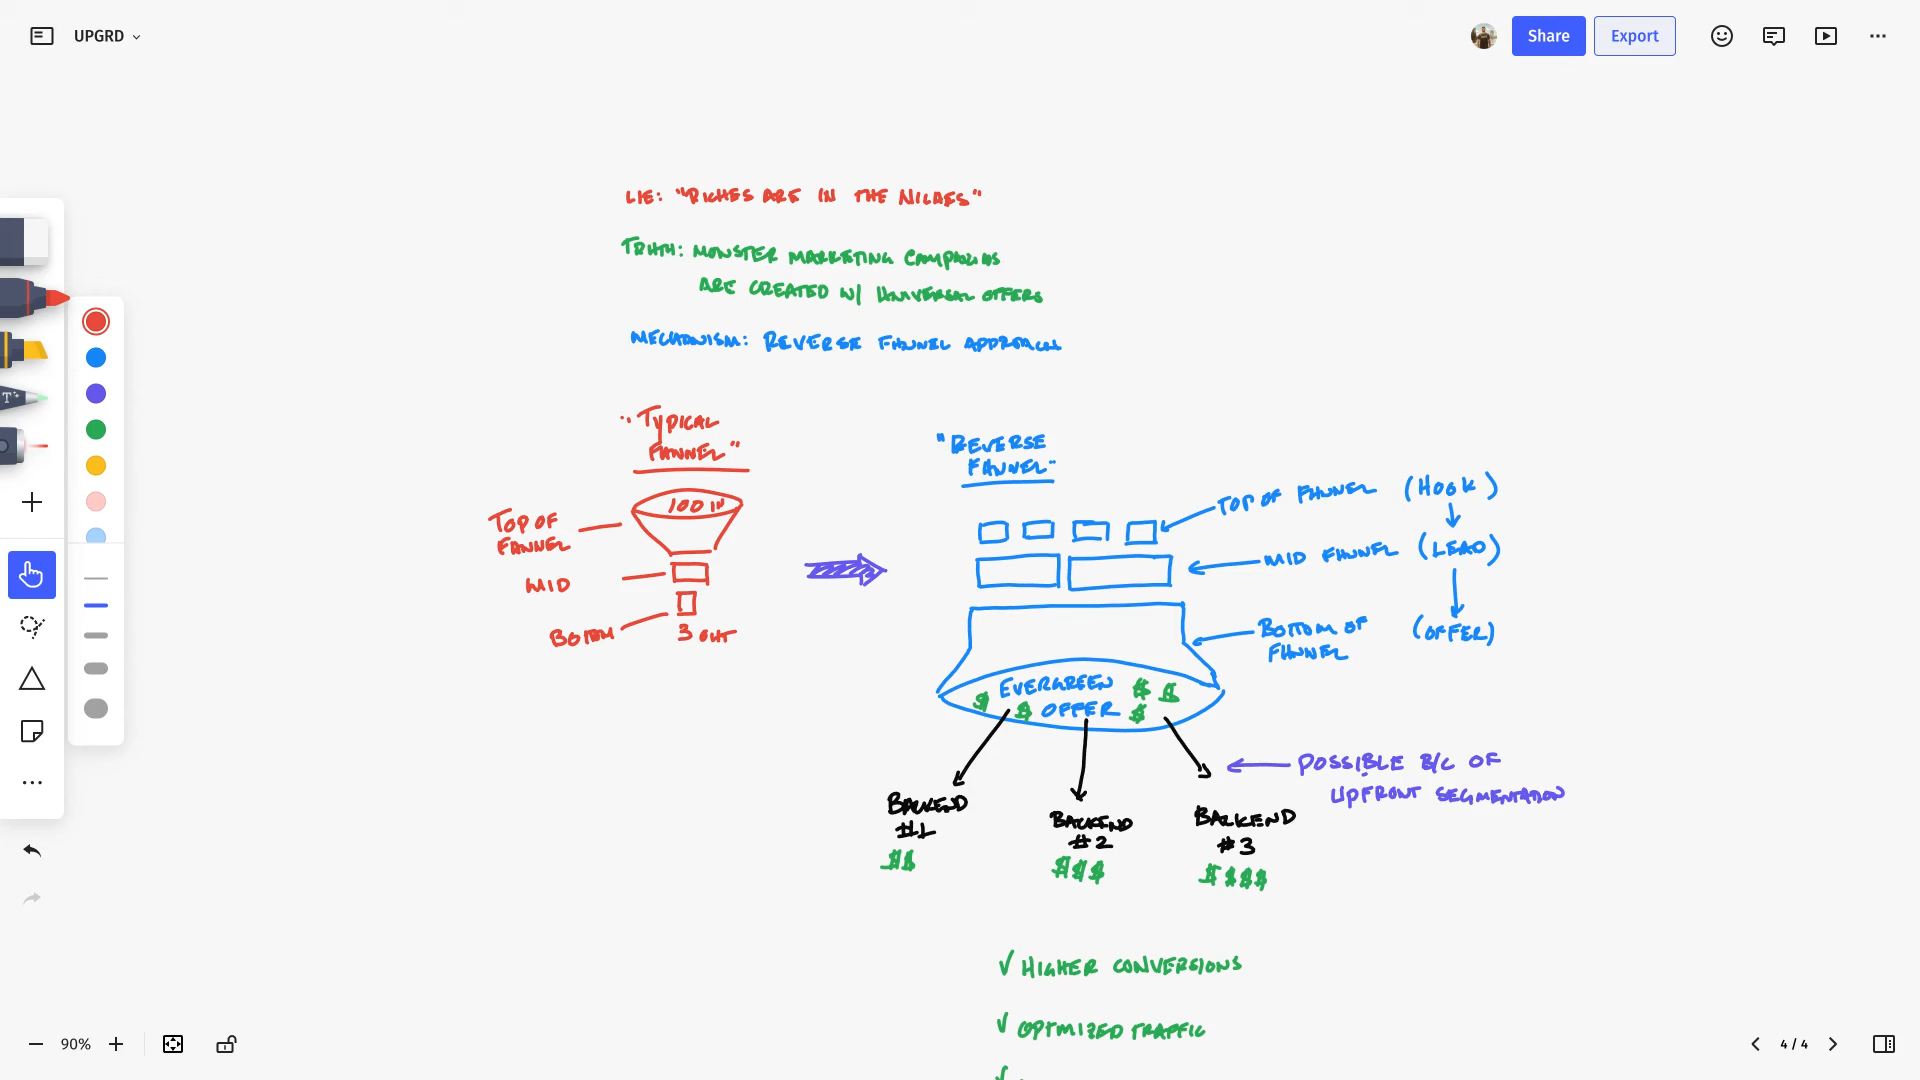 UPGRD
Share
Export
LIE: "RICHES ARE IN THE NICHES"
TRUTH: MONSTER MARKETING CAMPAIGNS
ARE CREATED W/ UNIVERSAL OFFERS
MECHANISM: REVERSE FUNNEL APPROACH
"TYPICAL
FUNNEL"
100 IN
TOP OF
FUNNEL
MID
BOTTOM
3 OUT
"REVERSE
FUNNEL"
TOP OF FUNNEL (HOOK)
MID FUNNEL (LEAD)
BOTTOM OF
FUNNEL
(OFFER)
EVERGREEN $ $
$ $ OFFER $
POSSIBLE B/C OF
UPFRONT SEGMENTATION
BACKEND
#1
$$
BACKEND
#2
$$$
BACKEND
#3
$$$$
✓ HIGHER CONVERSIONS
✓ OPTIMIZED TRAFFIC
✓
T
90%
4 / 4